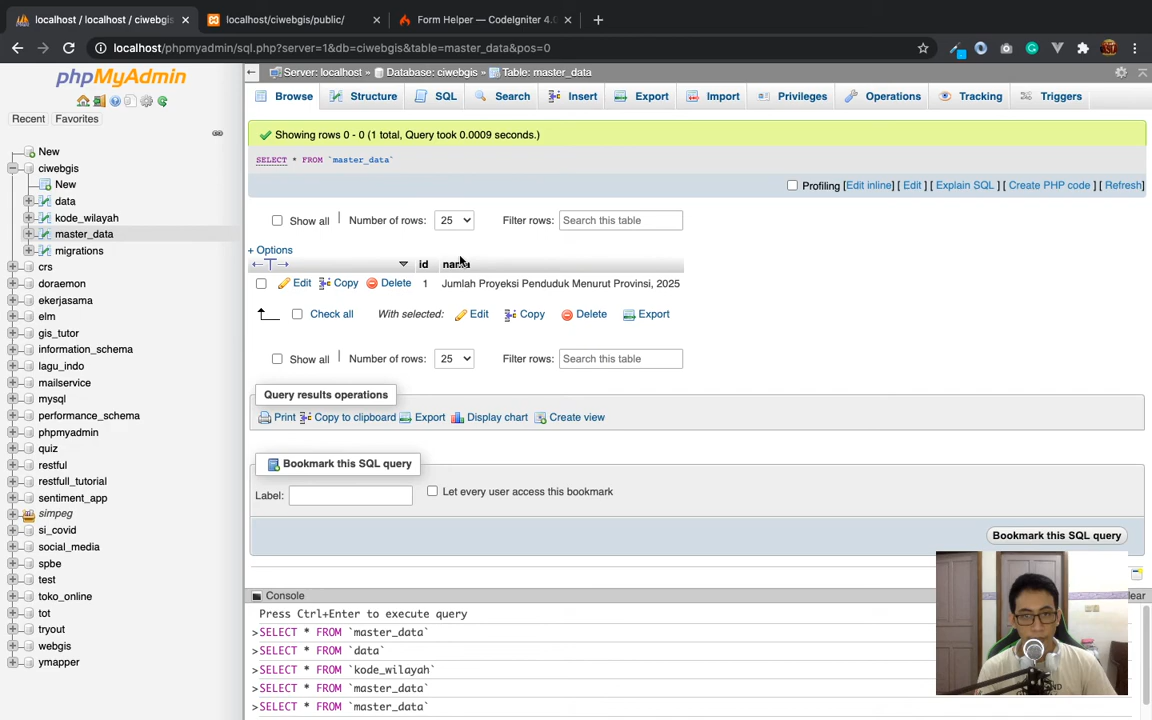 localhost / localhost / ciwebgis
localhost/ciwebgis/public/
Form Helper — CodeIgniter 4.0
localhost/phpmyadmin/sql.php?server=1&db=ciwebgis&table=master_data&pos=0
phpMyAdmin
Recent Favorites
New
ciwebgis
New
data
kode_wilayah
master_data
migrations
crs
doraemon
ekerjasama
elm
gis_tutor
information_schema
lagu_indo
mailservice
mysql
performance_schema
phpmyadmin
quiz
restful
restfull_tutorial
sentiment_app
simpeg
si_covid
social_media
spbe
test
toko_online
tot
tryout
webgis
ymapper
Server: localhost » Database: ciwebgis » Table: master_data
Browse Structure SQL Search Insert Export Import Privileges Operations Tracking Triggers
Showing rows 0 - 0 (1 total, Query took 0.0009 seconds.)
SELECT * FROM `master_data`
Profiling [Edit inline] [ Edit ] [ Explain SQL ] [ Create PHP code ] [ Refresh]
Show all Number of rows: 25 Filter rows: Search this table
+ Options
id nama
Edit Copy Delete 1 Jumlah Proyeksi Penduduk Menurut Provinsi, 2025
Check all With selected: Edit Copy Delete Export
Show all Number of rows: 25 Filter rows: Search this table
Query results operations
Print Copy to clipboard Export Display chart Create view
Bookmark this SQL query
Label: Let every user access this bookmark
Bookmark this SQL query
Console
Press Ctrl+Enter to execute query
>SELECT * FROM `master_data`
>SELECT * FROM `data`
>SELECT * FROM `kode_wilayah`
>SELECT * FROM `master_data`
>SELECT * FROM `master_data`